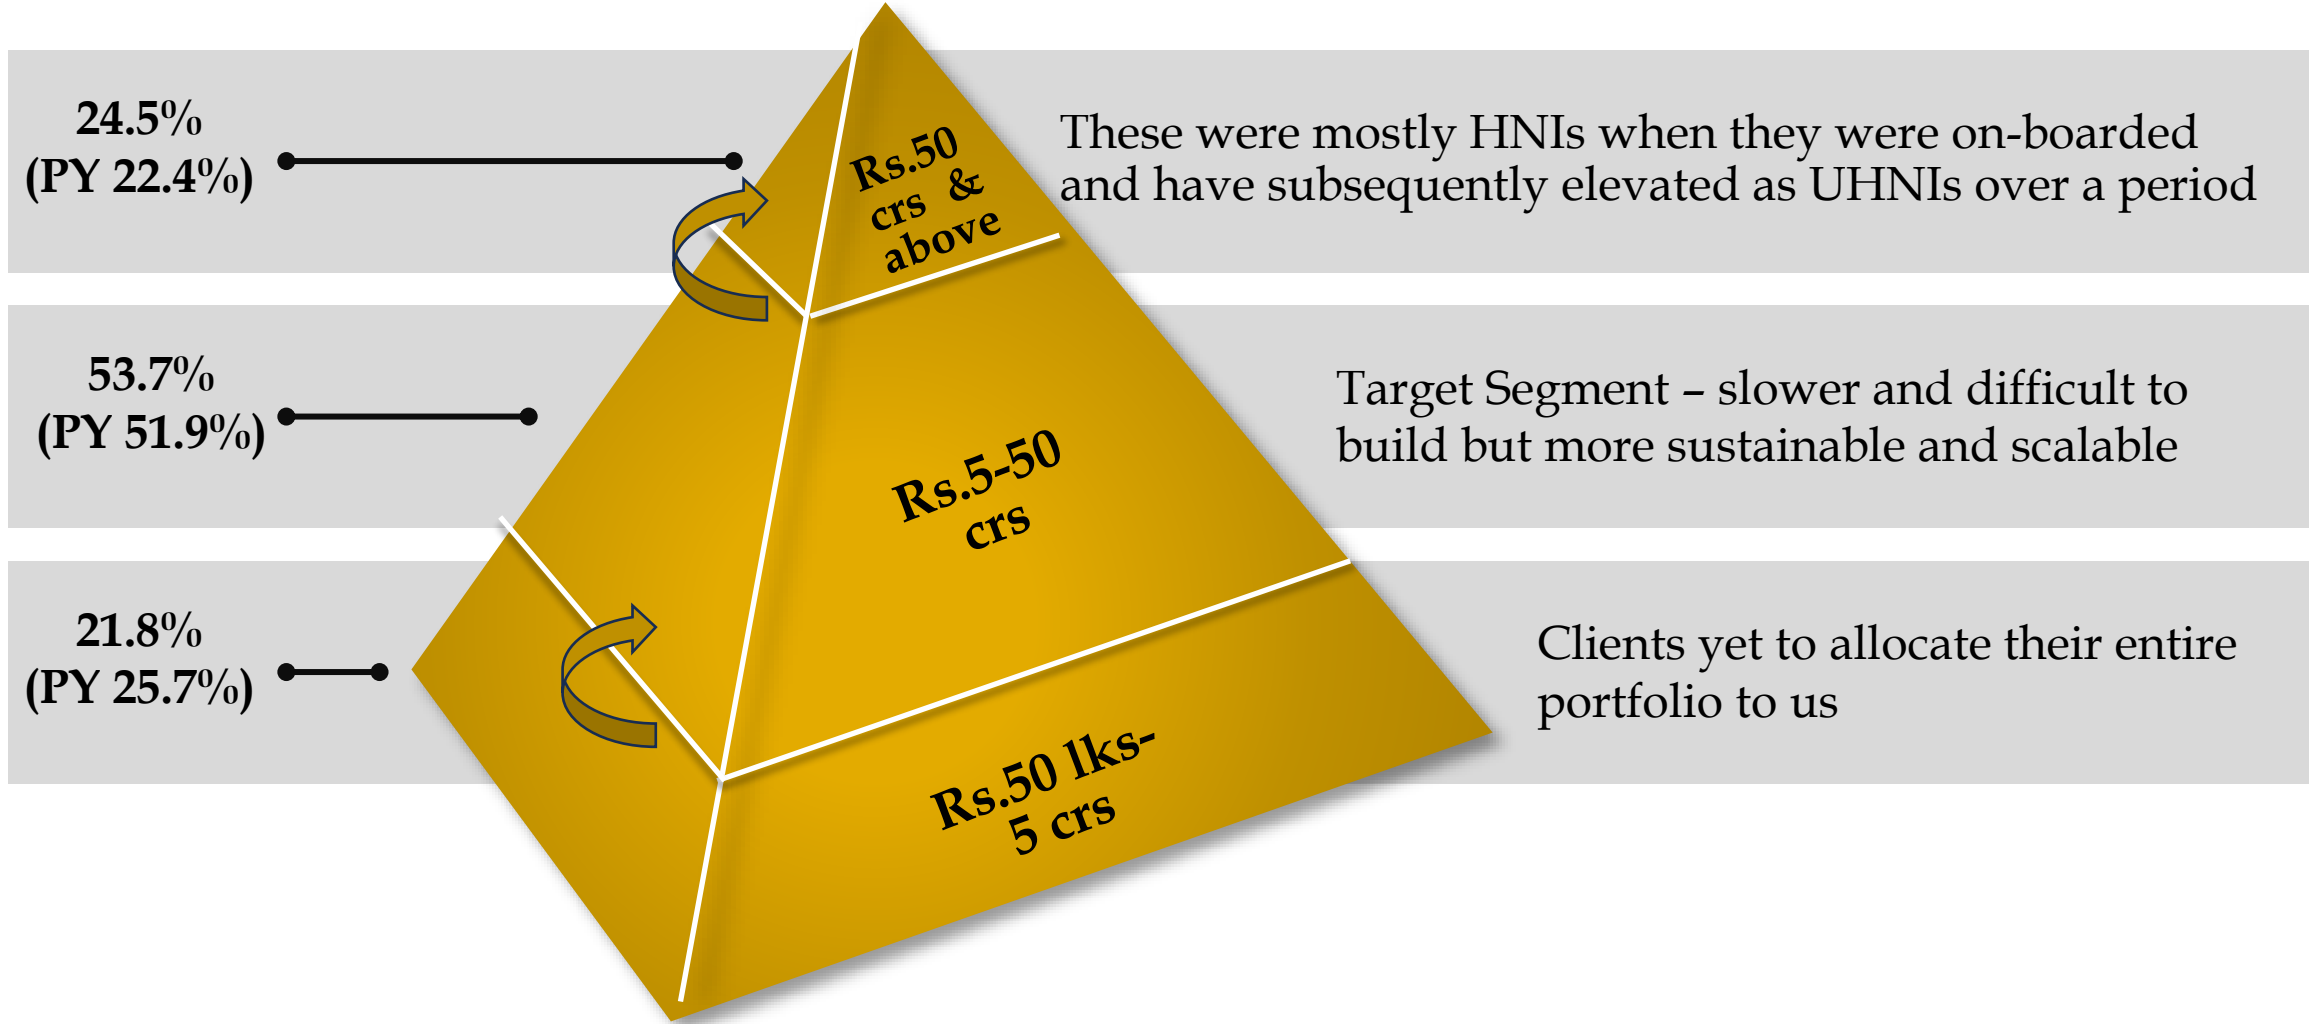 24.5%
(PY 22.4%)
Rs.50
crs & 
above
These were mostly HNIs when they were on-boarded
and have subsequently elevated as UHNIs over a period
53.7%
(PY 51.9%)
Rs.5-50
crs
Target Segment – slower and difficult to
build but more sustainable and scalable
21.8%
(PY 25.7%)
Rs.50 lks-
5 crs
Clients yet to allocate their entire
portfolio to us